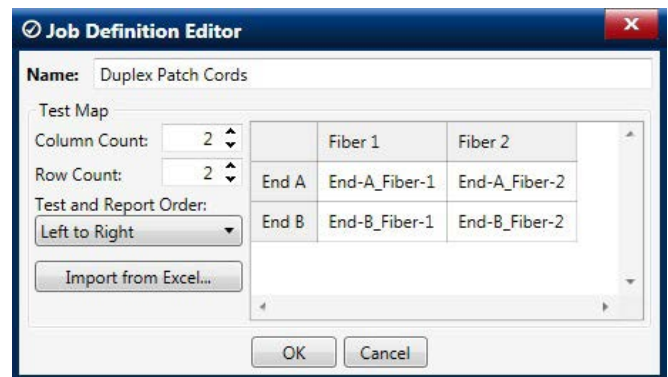 Job Definition Editor
Name: Duplex Patch Cords
Test Map
Column Count: 2
Row Count: 2
Test and Report Order:
Left to Right
Import from Excel...
Fiber 1 Fiber 2
End A End-A_Fiber-1 End-A_Fiber-2
End B End-B_Fiber-1 End-B_Fiber-2
OK Cancel